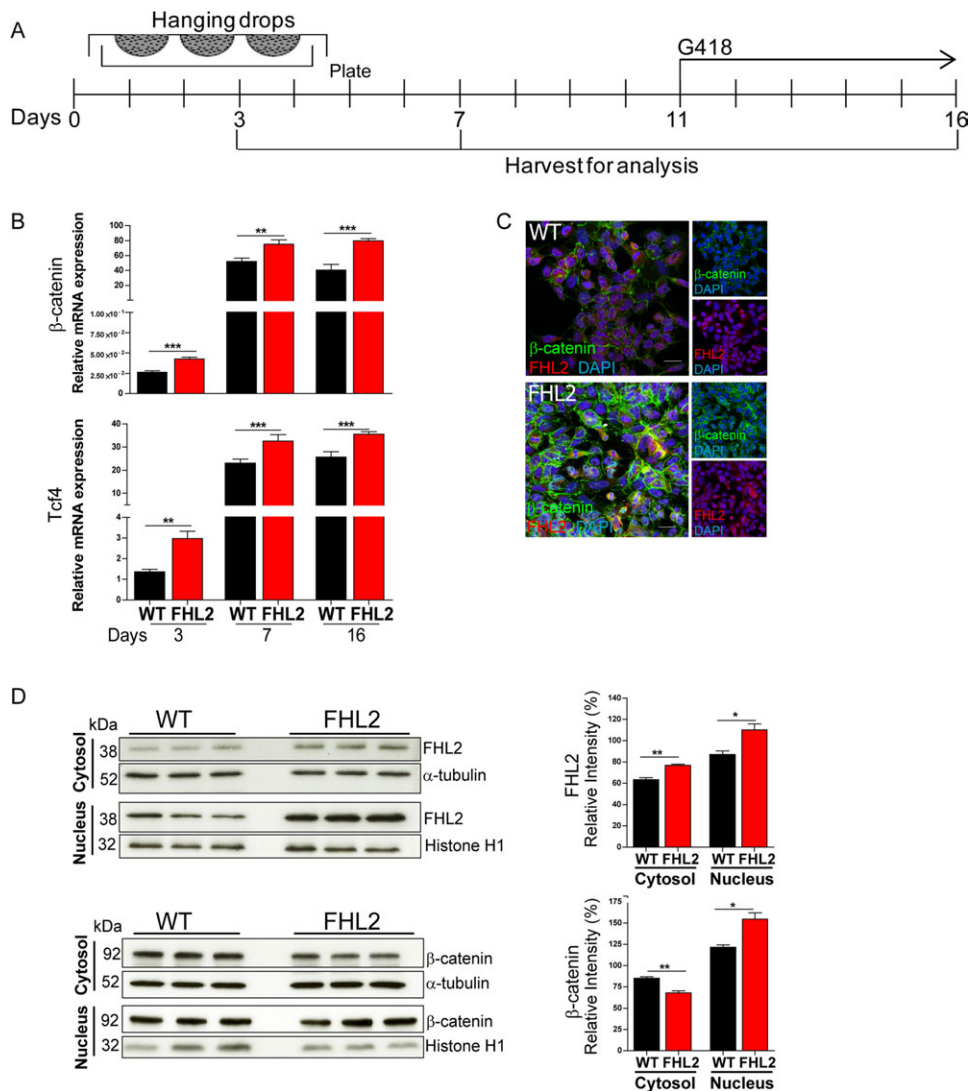 A
Hanging drops
Plate
G418
Days 0 3 7 11 16
Harvest for analysis
B
β-catenin
Relative mRNA expression
100
80
60
40
20
0
1.00×10⁻¹
7.50×10⁻²
5.00×10⁻²
2.50×10⁻²
*** ** ***
Tcf4
Relative mRNA expression
40
30
20
10
0
4
3
2
1
0
** *** ***
WT FHL2 WT FHL2 WT FHL2
Days 3 7 16
C
WT
β-catenin
FHL2 DAPI
β-catenin
DAPI
FHL2
DAPI
FHL2
β-catenin
FHL2 DAPI
β-catenin
DAPI
FHL2
DAPI
D
kDa WT FHL2
Cytosol
38 FHL2
52 α-tubulin
Nucleus
38 FHL2
32 Histone H1
FHL2
Relative Intensity (%)
140
120
100
80
60
40
20
0
** *
WT FHL2 WT FHL2
Cytosol Nucleus
kDa WT FHL2
Cytosol
92 β-catenin
52 α-tubulin
Nucleus
92 β-catenin
32 Histone H1
β-catenin
Relative Intensity (%)
175
150
125
100
75
50
25
0
** *
WT FHL2 WT FHL2
Cytosol Nucleus